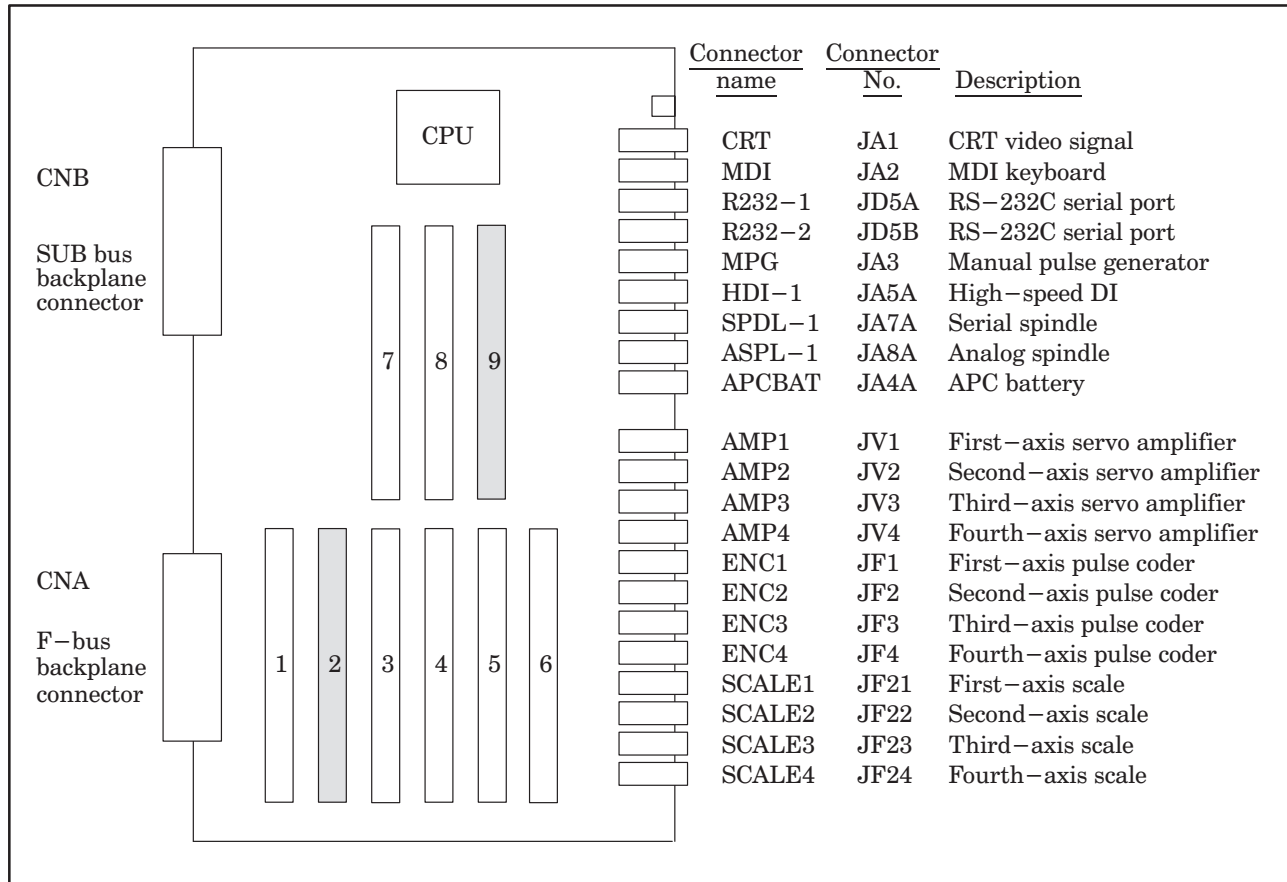 Connector name Connector No. Description
CRT JA1 CRT video signal
MDI JA2 MDI keyboard
R232−1 JD5A RS−232C serial port
R232−2 JD5B RS−232C serial port
MPG JA3 Manual pulse generator
HDI−1 JA5A High−speed DI
SPDL−1 JA7A Serial spindle
ASPL−1 JA8A Analog spindle
APCBAT JA4A APC battery
AMP1 JV1 First−axis servo amplifier
AMP2 JV2 Second−axis servo amplifier
AMP3 JV3 Third−axis servo amplifier
AMP4 JV4 Fourth−axis servo amplifier
ENC1 JF1 First−axis pulse coder
ENC2 JF2 Second−axis pulse coder
ENC3 JF3 Third−axis pulse coder
ENC4 JF4 Fourth−axis pulse coder
SCALE1 JF21 First−axis scale
SCALE2 JF22 Second−axis scale
SCALE3 JF23 Third−axis scale
SCALE4 JF24 Fourth−axis scale
CPU
CNB
SUB bus
backplane
connector
7 8 9
CNA
F−bus
backplane
connector
1 2 3 4 5 6